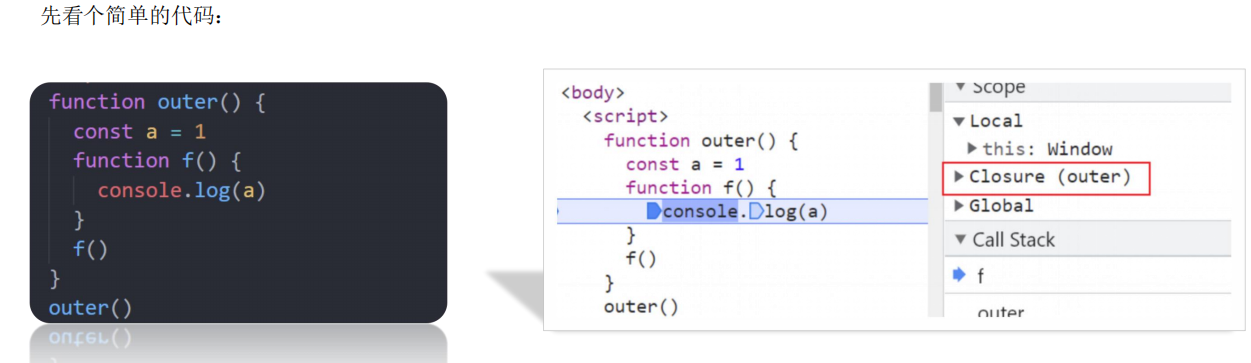 先看个简单的代码：
function outer() {
const a = 1
function f() {
console.log(a)
}
f()
}
outer()
outer()
<body>
<script>
function outer() {
const a = 1
function f() {
console.log(a)
}
f()
}
outer()
Scope
Local
this: Window
Closure (outer)
Global
Call Stack
f
outer